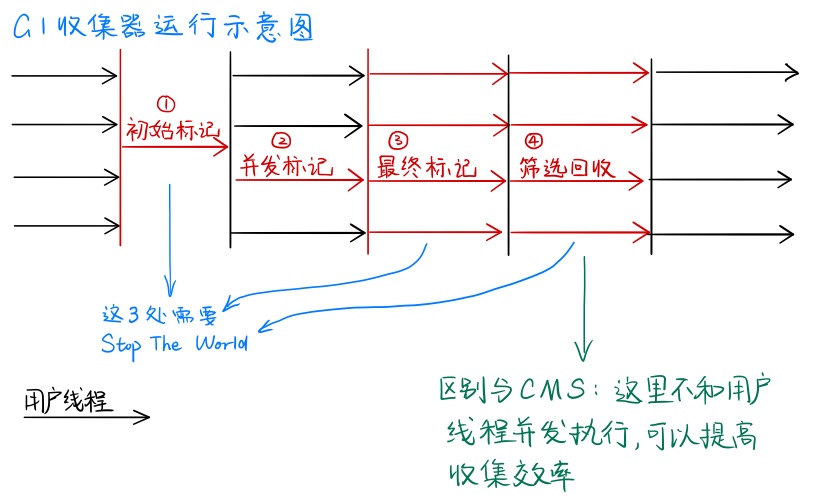 G1收集器运行示意图
①
初始标记
②
并发标记
③
最终标记
④
筛选回收
这3处需要
Stop The World
用户线程
区别与CMS:这里不和用户
线程并发执行,可以提高
收集效率